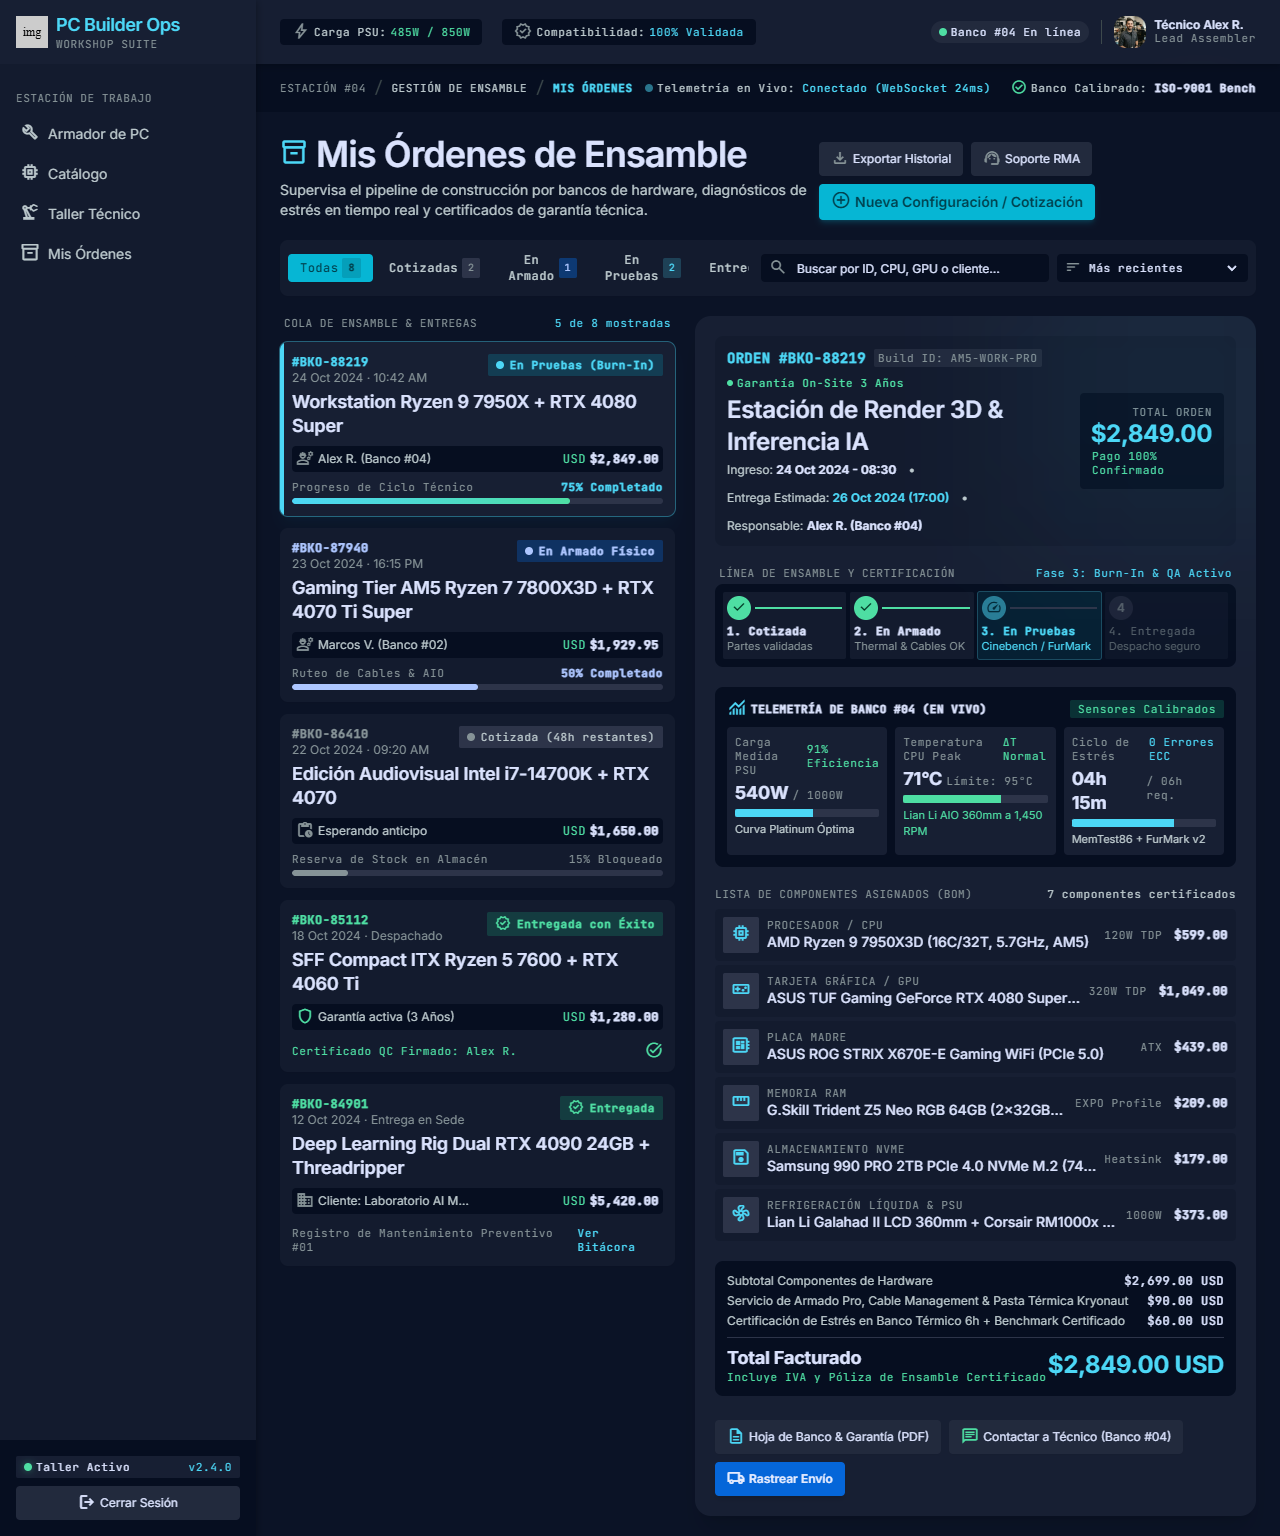 img
PC Builder Ops
WORKSHOP SUITE
ESTACIÓN DE TRABAJO
Armador de PC
Catálogo
Taller Técnico
Mis Órdenes
Taller Activo v2.4.0
Cerrar Sesión
Carga PSU: 485W / 850W
Compatibilidad: 100% Validada
Banco #04 En línea
Técnico Alex R.
Lead Assembler
ESTACIÓN #04 / GESTIÓN DE ENSAMBLE / MIS ÓRDENES
Telemetría en Vivo: Conectado (WebSocket 24ms)
Banco Calibrado: ISO-9001 Bench
Mis Órdenes de Ensamble
Supervisa el pipeline de construcción por bancos de hardware, diagnósticos de
estrés en tiempo real y certificados de garantía técnica.
Exportar Historial
Soporte RMA
Nueva Configuración / Cotización
Todas 8
Cotizadas 2
En Armado 1
En Pruebas 2
Entre
Buscar por ID, CPU, GPU o cliente...
Más recientes
COLA DE ENSAMBLE & ENTREGAS 5 de 8 mostradas
#BKO-88219
24 Oct 2024 · 10:42 AM
En Pruebas (Burn-In)
Workstation Ryzen 9 7950X + RTX 4080
Super
Alex R. (Banco #04) USD $2,849.00
Progreso de Ciclo Técnico 75% Completado
#BKO-87940
23 Oct 2024 · 16:15 PM
En Armado Físico
Gaming Tier AM5 Ryzen 7 7800X3D + RTX
4070 Ti Super
Marcos V. (Banco #02) USD $1,929.95
Ruteo de Cables & AIO 50% Completado
#BKO-86410
22 Oct 2024 · 09:20 AM
Cotizada (48h restantes)
Edición Audiovisual Intel i7-14700K + RTX
4070
Esperando anticipo USD $1,650.00
Reserva de Stock en Almacén 15% Bloqueado
#BKO-85112
18 Oct 2024 · Despachado
Entregada con Éxito
SFF Compact ITX Ryzen 5 7600 + RTX
4060 Ti
Garantía activa (3 Años) USD $1,280.00
Certificado QC Firmado: Alex R.
#BKO-84901
12 Oct 2024 · Entrega en Sede
Entregada
Deep Learning Rig Dual RTX 4090 24GB +
Threadripper
Cliente: Laboratorio AI M... USD $5,420.00
Registro de Mantenimiento Preventivo
#01
Ver
Bitácora
ORDEN #BKO-88219 Build ID: AM5-WORK-PRO
Garantía On-Site 3 Años
Estación de Render 3D &
Inferencia IA
Ingreso: 24 Oct 2024 - 08:30 •
Entrega Estimada: 26 Oct 2024 (17:00) •
Responsable: Alex R. (Banco #04)
TOTAL ORDEN
$2,849.00
Pago 100%
Confirmado
LÍNEA DE ENSAMBLE Y CERTIFICACIÓN Fase 3: Burn-In & QA Activo
1. Cotizada
Partes validadas
2. En Armado
Thermal & Cables OK
3. En Pruebas
Cinebench / FurMark
4
4. Entregada
Despacho seguro
TELEMETRÍA DE BANCO #04 (EN VIVO) Sensores Calibrados
Carga
Medida
PSU
91%
Eficiencia
540W / 1000W
Curva Platinum Óptima
Temperatura
CPU Peak
ΔT
Normal
71°C Límite: 95°C
Lian Li AIO 360mm a 1,450
RPM
Ciclo de
Estrés
0 Errores
ECC
04h
15m
/ 06h
req.
MemTest86 + FurMark v2
LISTA DE COMPONENTES ASIGNADOS (BOM) 7 componentes certificados
PROCESADOR / CPU
AMD Ryzen 9 7950X3D (16C/32T, 5.7GHz, AM5) 120W TDP $599.00
TARJETA GRÁFICA / GPU
ASUS TUF Gaming GeForce RTX 4080 Super... 320W TDP $1,049.00
PLACA MADRE
ASUS ROG STRIX X670E-E Gaming WiFi (PCIe 5.0) ATX $439.00
MEMORIA RAM
G.Skill Trident Z5 Neo RGB 64GB (2x32GB... EXPO Profile $209.00
ALMACENAMIENTO NVME
Samsung 990 PRO 2TB PCIe 4.0 NVMe M.2 (74... Heatsink $179.00
REFRIGERACIÓN LÍQUIDA & PSU
Lian Li Galahad II LCD 360mm + Corsair RM1000x ... 1000W $373.00
Subtotal Componentes de Hardware $2,699.00 USD
Servicio de Armado Pro, Cable Management & Pasta Térmica Kryonaut $90.00 USD
Certificación de Estrés en Banco Térmico 6h + Benchmark Certificado $60.00 USD
Total Facturado
Incluye IVA y Póliza de Ensamble Certificado
$2,849.00 USD
Hoja de Banco & Garantía (PDF)
Contactar a Técnico (Banco #04)
Rastrear Envío